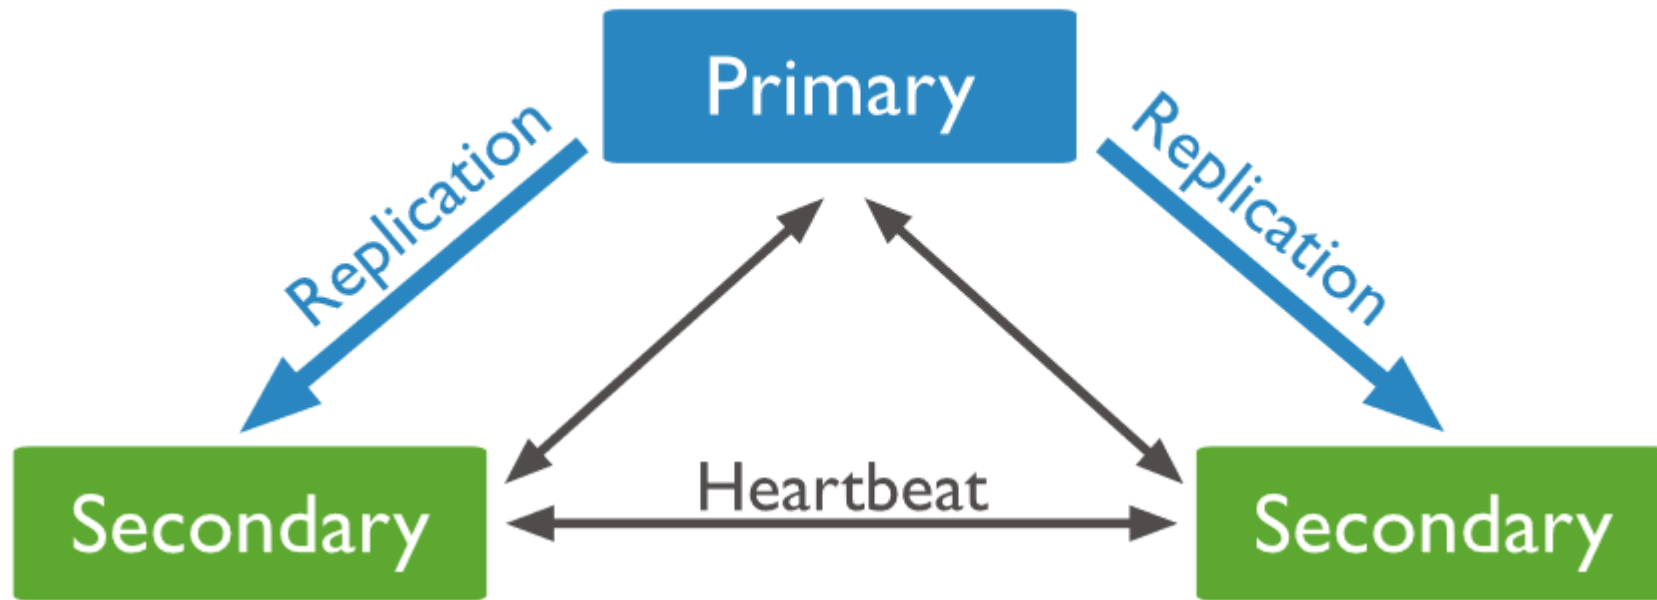 Primary
Replication
Replication
Heartbeat
Secondary
Secondary